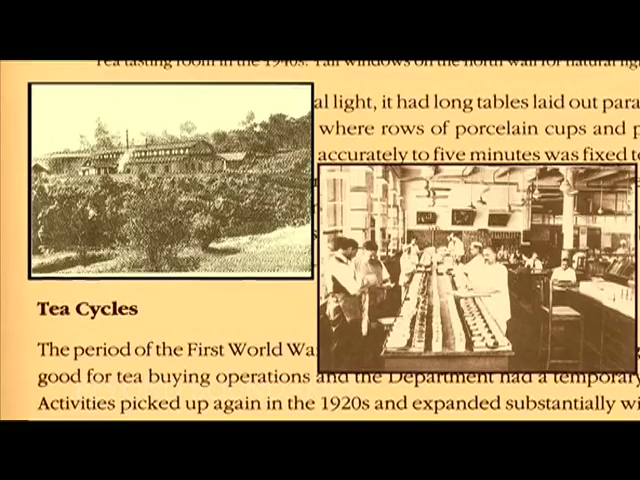 Tea tasting room in the 1940s. Tall windows on the north wall for natural lig
al light, it had long tables laid out para
where rows of porcelain cups and p
accurately to five minutes was fixed to
Tea Cycles
The period of the First World Wa
good for tea buying operations and the Department had a temporary
Activities picked up again in the 1920s and expanded substantially wi